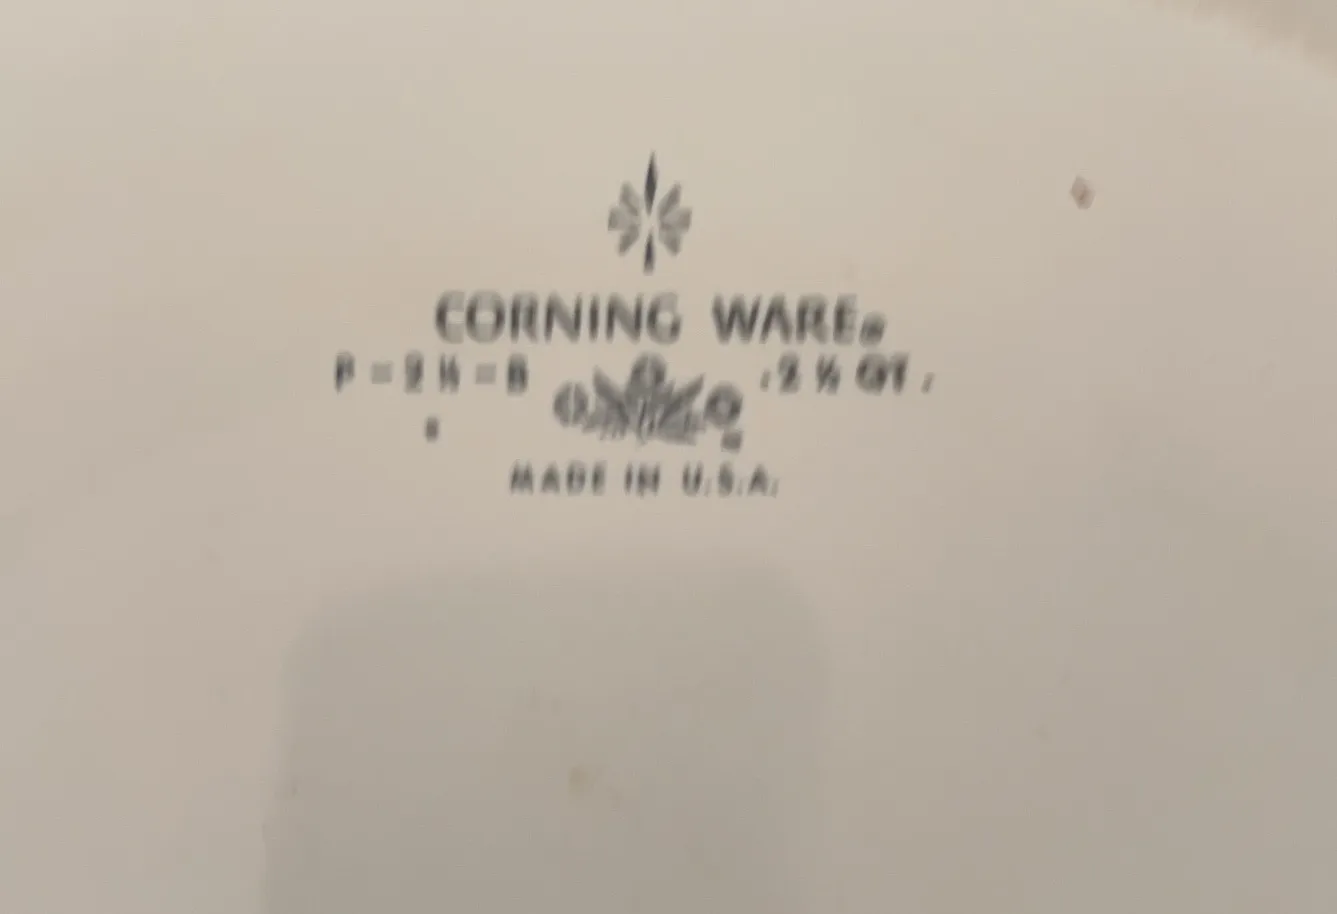 CORNING WARE®
P-2½-B 2½ QT.
MADE IN U.S.A.